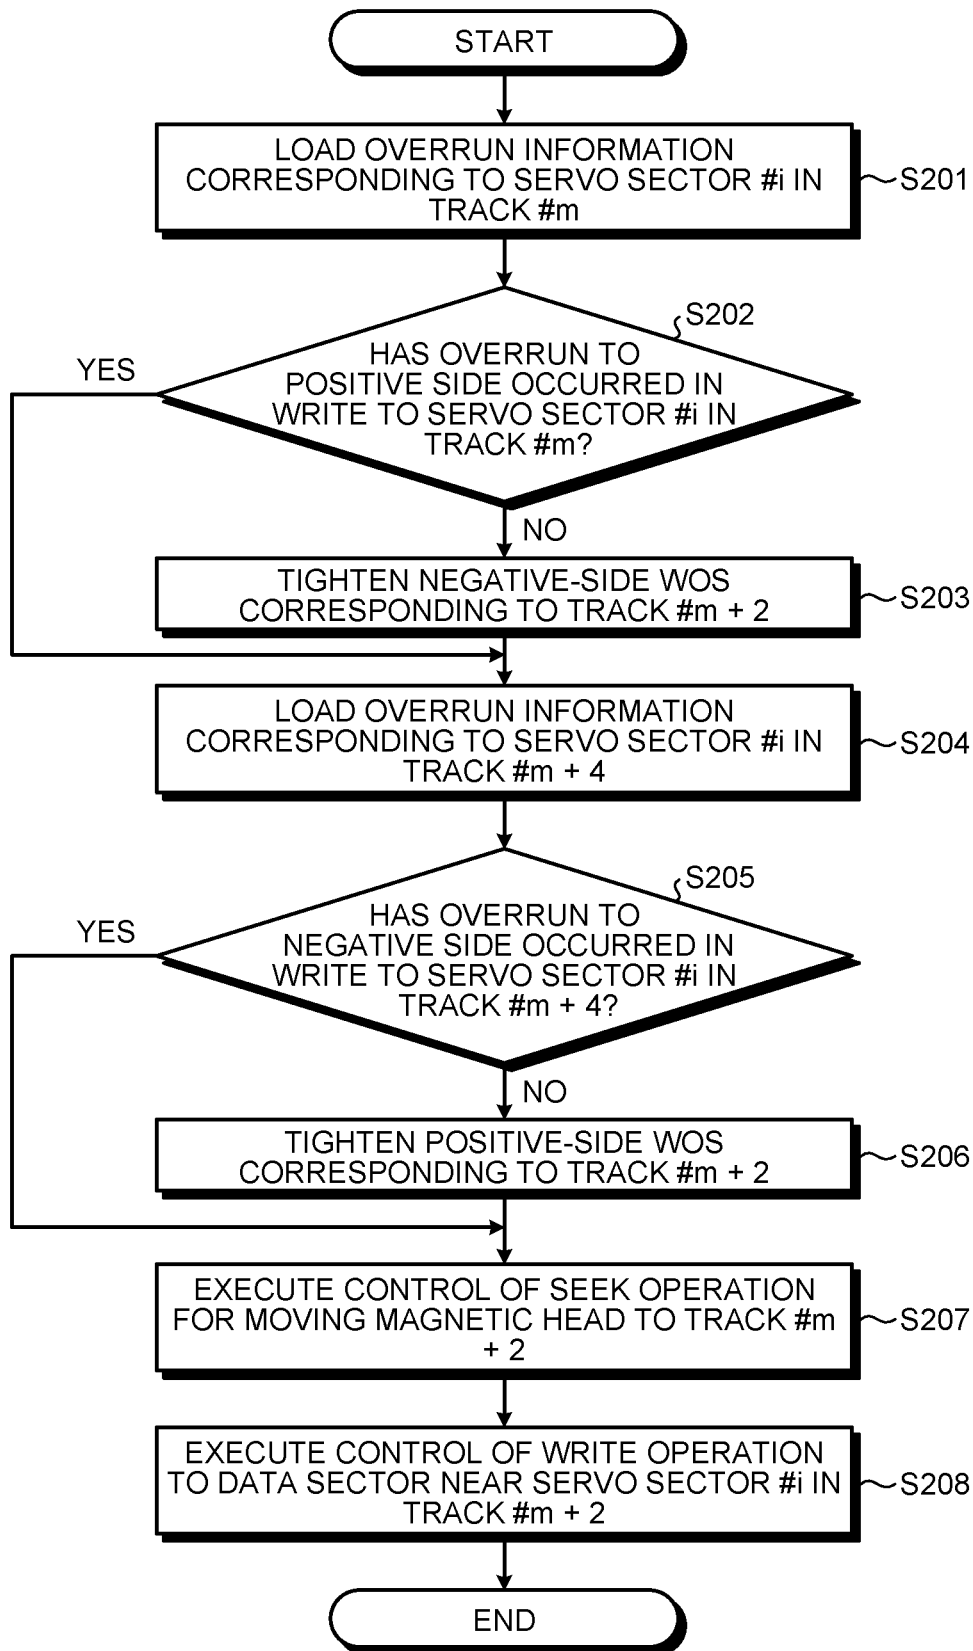 START
LOAD OVERRUN INFORMATION
CORRESPONDING TO SERVO SECTOR #i IN
TRACK #m
S201
S202
HAS OVERRUN TO
POSITIVE SIDE OCCURRED IN
WRITE TO SERVO SECTOR #i IN
TRACK #m?
YES
NO
TIGHTEN NEGATIVE-SIDE WOS
CORRESPONDING TO TRACK #m + 2
S203
LOAD OVERRUN INFORMATION
CORRESPONDING TO SERVO SECTOR #i IN
TRACK #m + 4
S204
S205
HAS OVERRUN TO
NEGATIVE SIDE OCCURRED IN
WRITE TO SERVO SECTOR #i IN
TRACK #m + 4?
YES
NO
TIGHTEN POSITIVE-SIDE WOS
CORRESPONDING TO TRACK #m + 2
S206
EXECUTE CONTROL OF SEEK OPERATION
FOR MOVING MAGNETIC HEAD TO TRACK #m
+ 2
S207
EXECUTE CONTROL OF WRITE OPERATION
TO DATA SECTOR NEAR SERVO SECTOR #i IN
TRACK #m + 2
S208
END